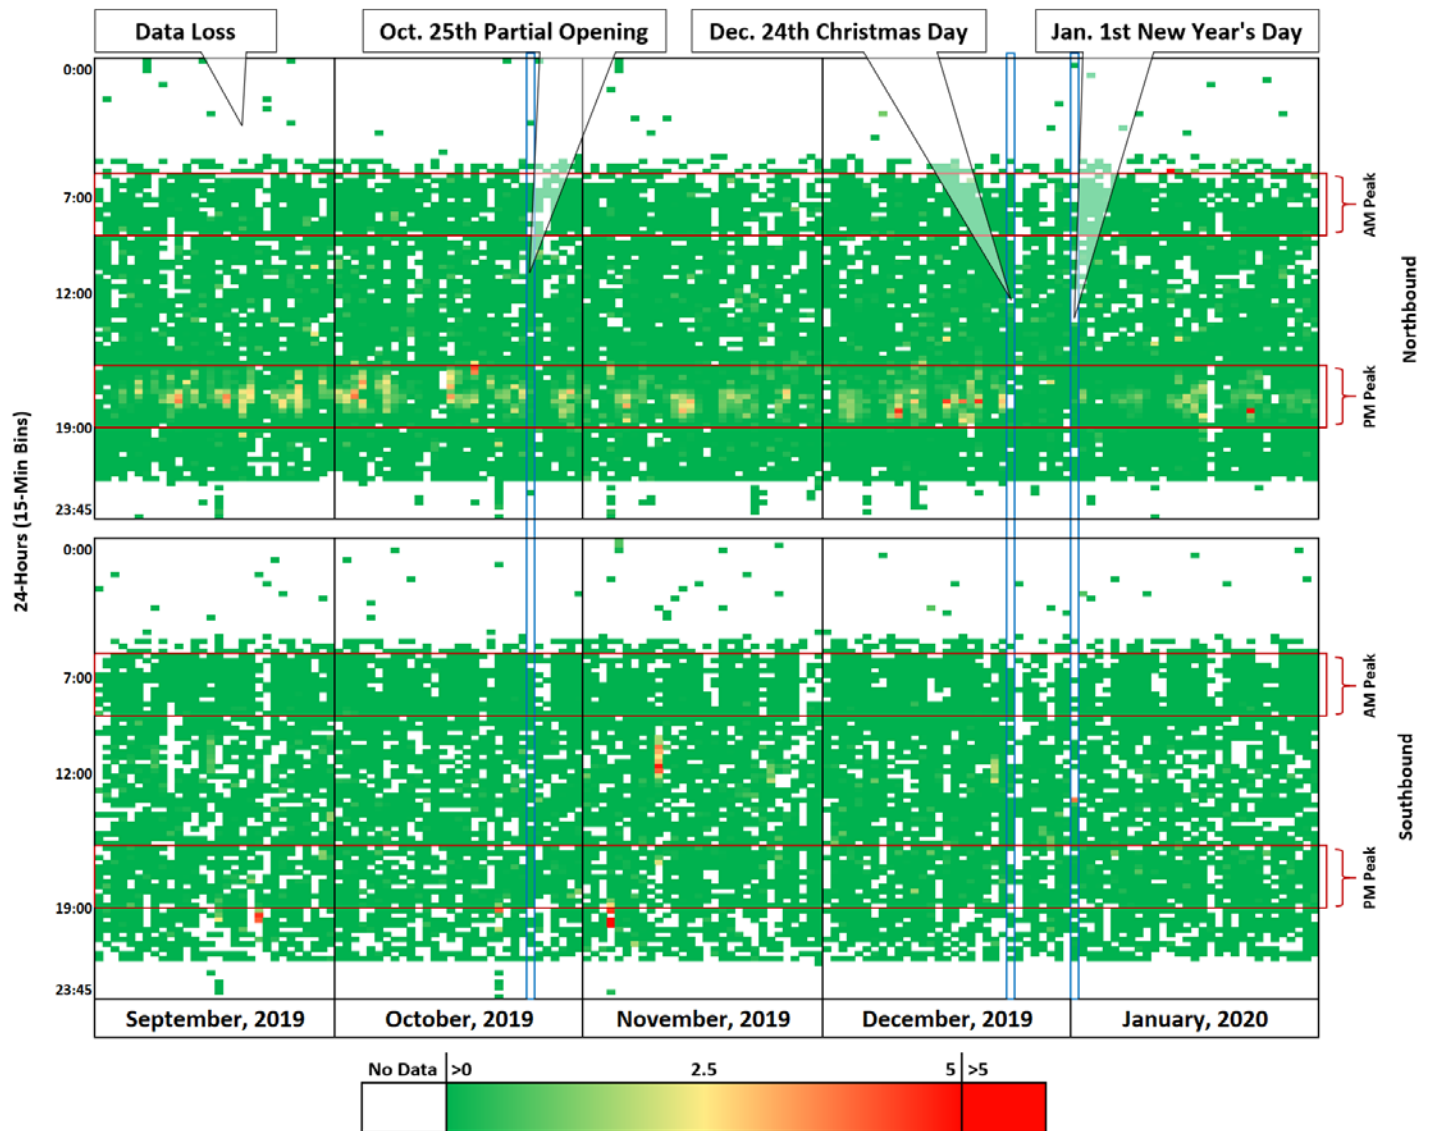 Data Loss
Oct. 25th Partial Opening
Dec. 24th Christmas Day
Jan. 1st New Year's Day
24-Hours (15-Min Bins)
0:00
7:00
12:00
19:00
23:45
AM Peak
PM Peak
Northbound
0:00
7:00
12:00
19:00
23:45
AM Peak
PM Peak
Southbound
September, 2019
October, 2019
November, 2019
December, 2019
January, 2020
No Data >0 2.5 5 >5